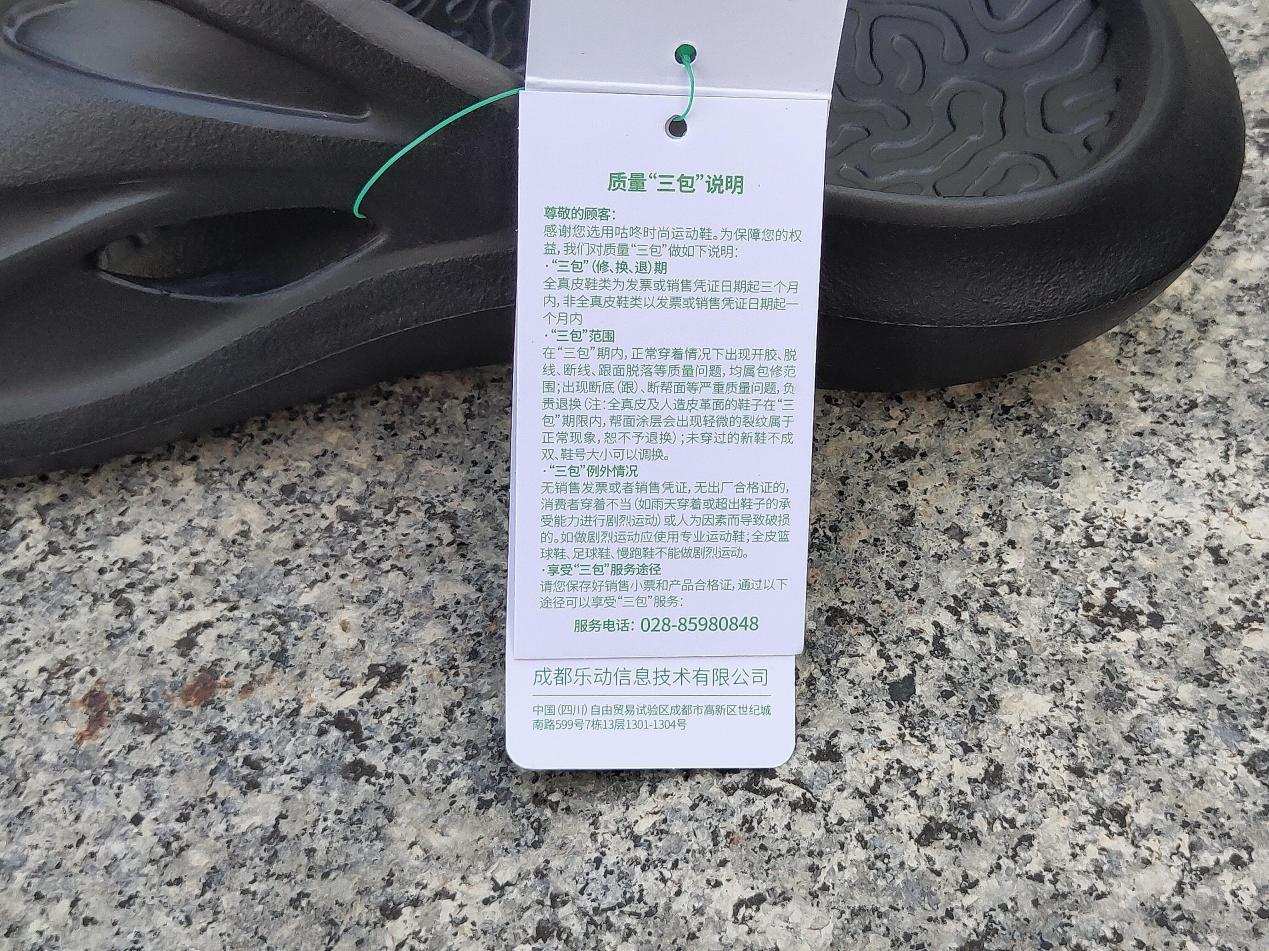 质量“三包”说明
尊敬的顾客：
感谢您选用咕咚时尚运动鞋。为保障您的权
益，我们对质量“三包”做如下说明：
·“三包”（修、换、退）期
全真皮鞋类为发票或销售凭证日期起三个月
内，非全真皮鞋类以发票或销售凭证日期起一
个月内
·“三包”范围
在“三包”期内，正常穿着情况下出现开胶、脱
线、断线、跟面脱落等质量问题，均属包修范
围；出现断底（跟）、断帮面等严重质量问题，负
责退换（注：全真皮及人造皮革面的鞋子在“三
包”期限内，帮面涂层会出现轻微的裂纹属于
正常现象，恕不予退换）；未穿过的新鞋不成
双、鞋号大小可以调换。
·“三包”例外情况
无销售发票或者销售凭证，无出厂合格证的，
消费者穿着不当（如雨天穿着或超出鞋子的承
受能力进行剧烈运动）或人为因素而导致破损
的。如做剧烈运动应使用专业运动鞋；全皮篮
球鞋、足球鞋、慢跑鞋不能做剧烈运动。
·享受“三包”服务途径
请您保存好销售小票和产品合格证，通过以下
途径可以享受“三包”服务：
服务电话：028-85980848
成都乐动信息技术有限公司
中国（四川）自由贸易试验区成都市高新区世纪城
南路599号7栋13层1301-1304号